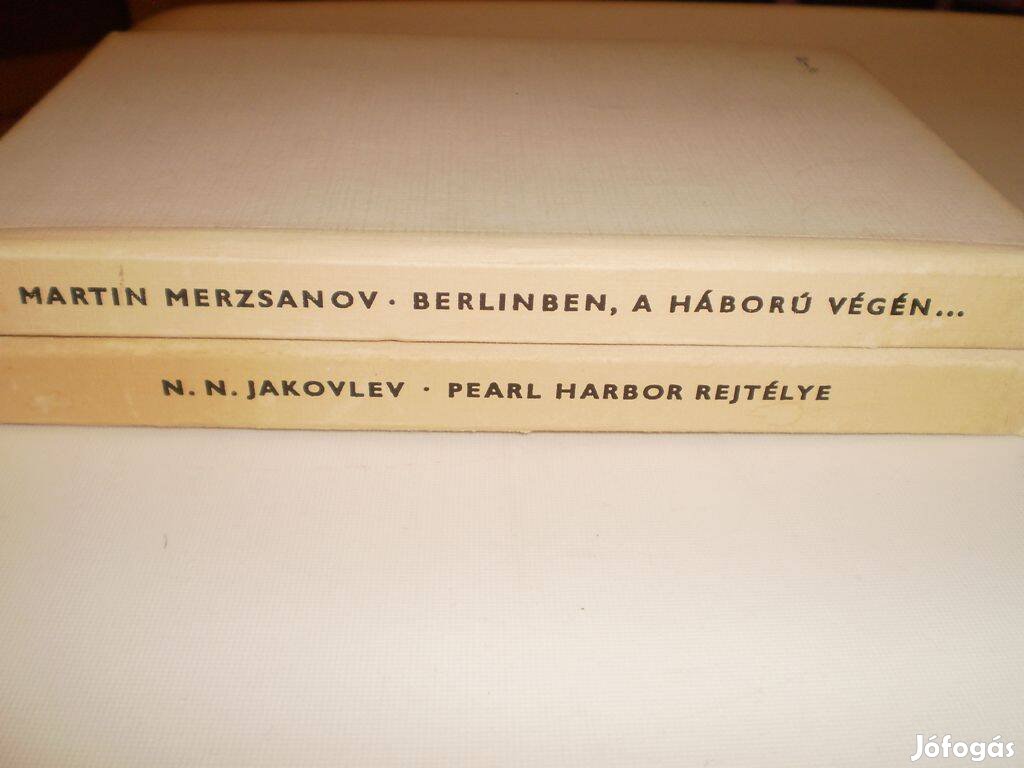 MARTIN MERZSANOV · BERLINBEN, A HÁBORÚ VÉGÉN...
N. N. JAKOVLEV · PEARL HARBOR REJTÉLYE
Jófogás